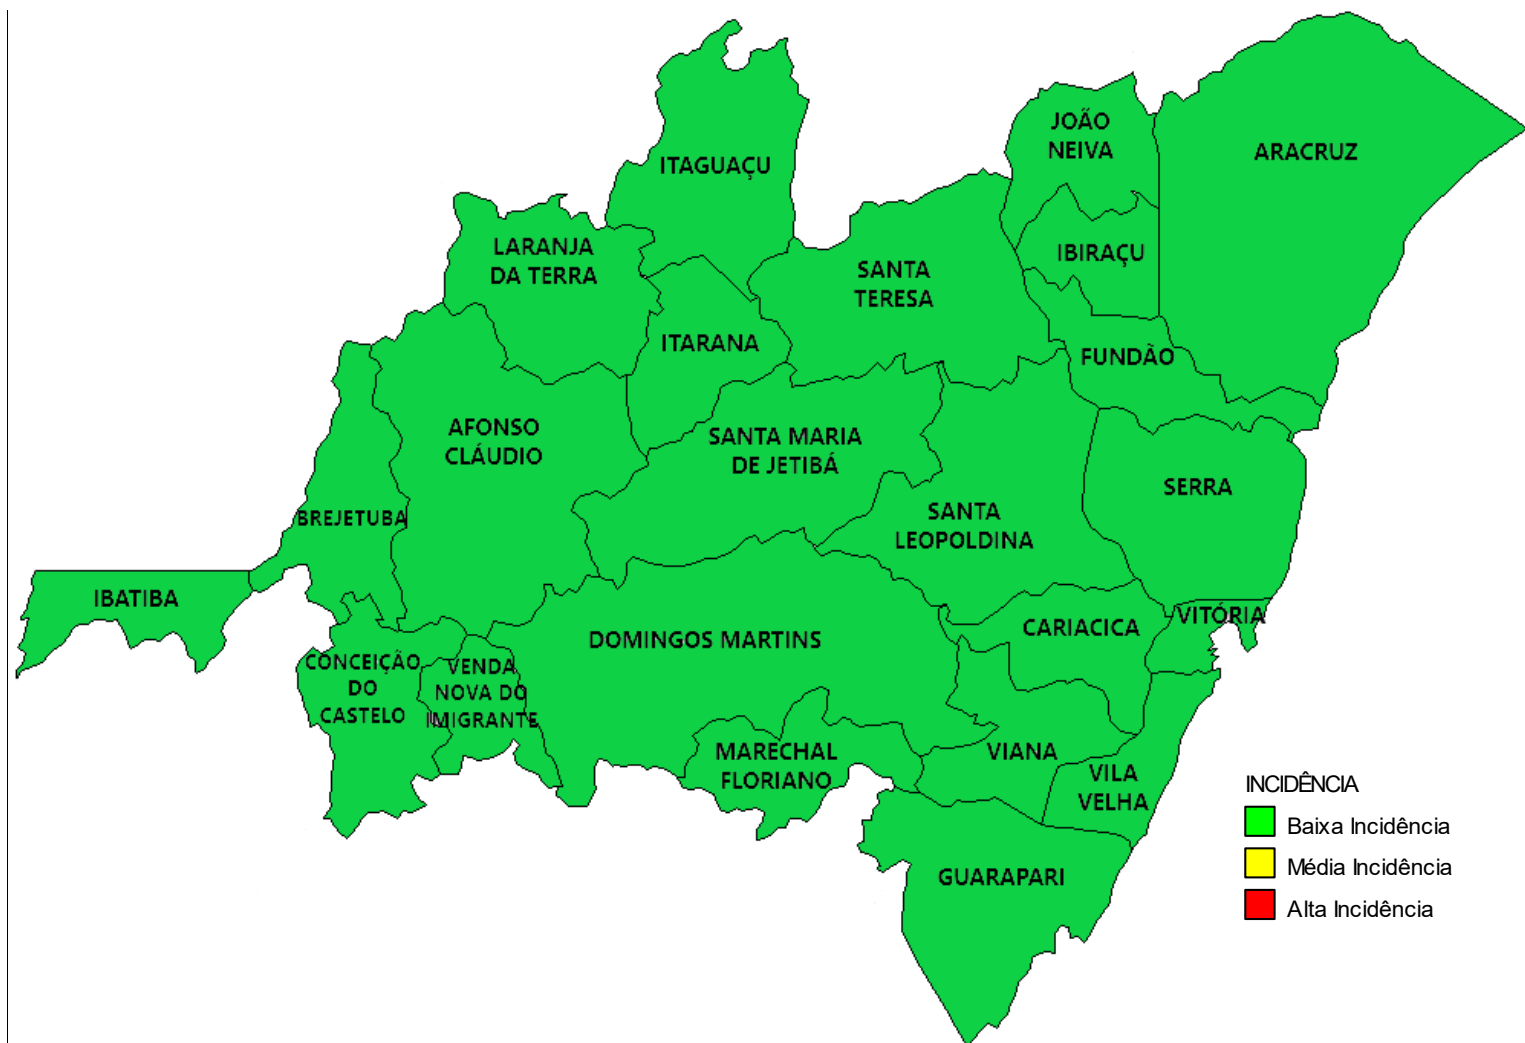 JOÃO
NEIVA
ARACRUZ
ITAGUAÇU
LARANJA
DA TERRA
IBIRAÇU
SANTA
TERESA
ITARANA
FUNDÃO
AFONSO
CLÁUDIO
SANTA MARIA
DE JETIBÁ
SERRA
BREJETUBA
SANTA
LEOPOLDINA
IBATIBA
VITÓRIA
CARIACICA
DOMINGOS MARTINS
CONCEIÇÃO
DO
CASTELO
VENDA
NOVA DO
IMIGRANTE
MARECHAL
FLORIANO
VIANA
VILA
VELHA
GUARAPARI
INCIDÊNCIA
Baixa Incidência
Média Incidência
Alta Incidência